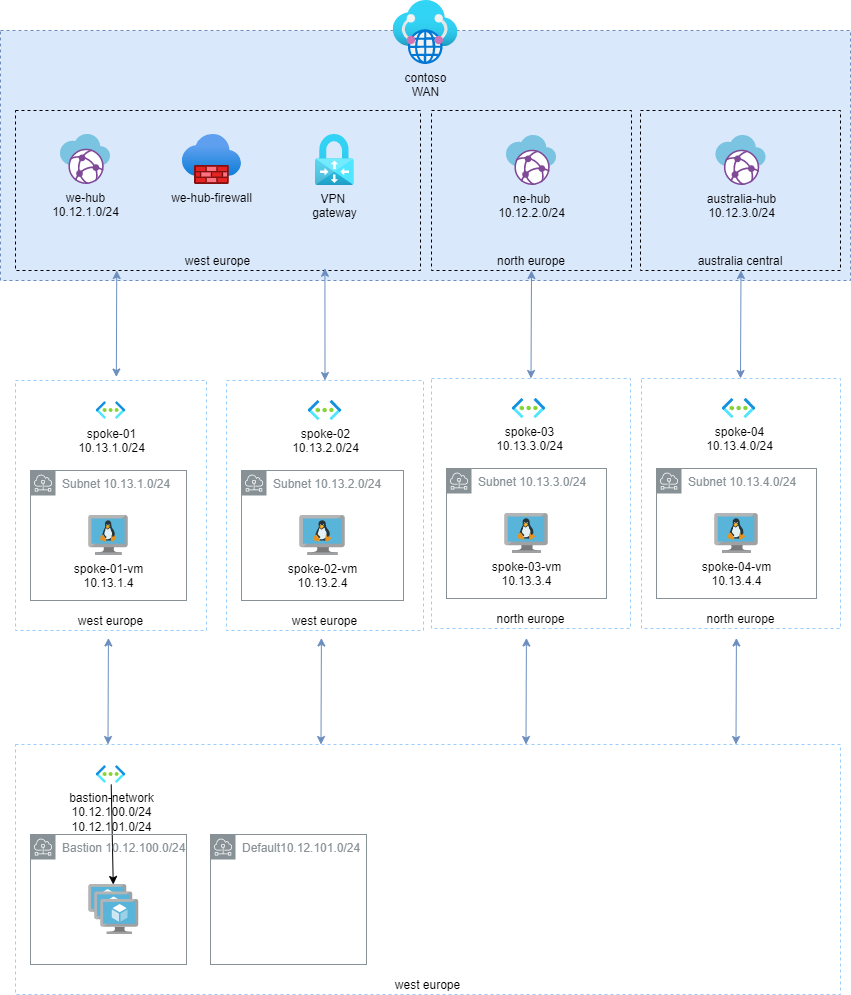 contoso
WAN
we-hub
10.12.1.0/24
we-hub-firewall
VPN
gateway
west europe
ne-hub
10.12.2.0/24
north europe
australia-hub
10.12.3.0/24
australia central
spoke-01
10.13.1.0/24
Subnet 10.13.1.0/24
spoke-01-vm
10.13.1.4
west europe
spoke-02
10.13.2.0/24
Subnet 10.13.2.0/24
spoke-02-vm
10.13.2.4
west europe
spoke-03
10.13.3.0/24
Subnet 10.13.3.0/24
spoke-03-vm
10.13.3.4
north europe
spoke-04
10.13.4.0/24
Subnet 10.13.4.0/24
spoke-04-vm
10.13.4.4
north europe
bastion-network
10.12.100.0/24
10.12.101.0/24
Bastion 10.12.100.0/24
Default10.12.101.0/24
west europe